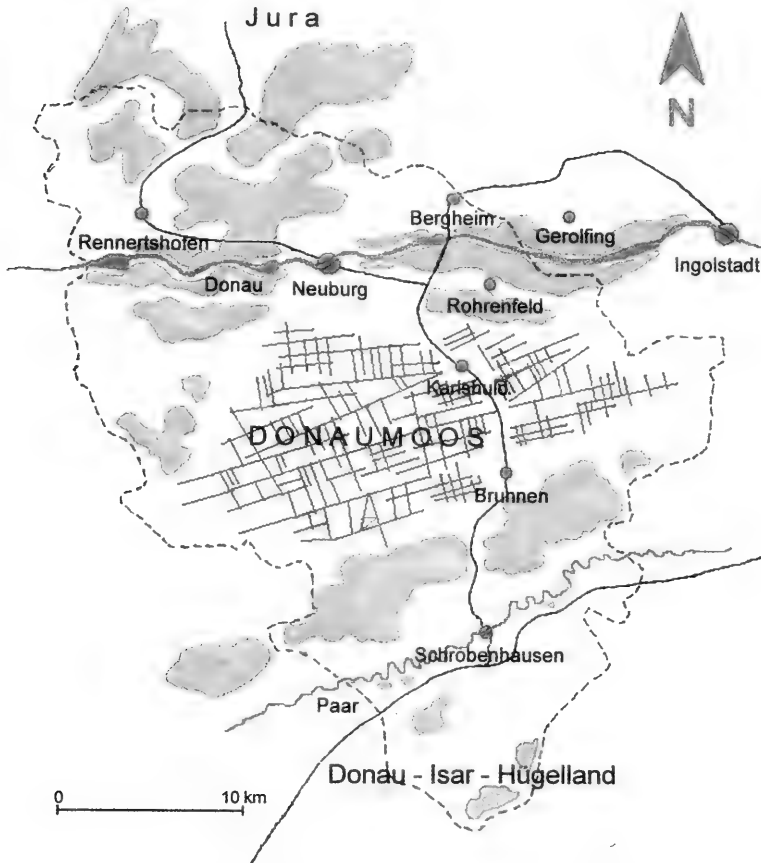 Jura
N
Bergheim
Gerolfing
Rennertshofen
Ingolstadt
Donau
Neuburg
Rohrenfeld
Karlshuld
DONAUMOOS
Brunnen
Schrobenhausen
Paar
Donau - Isar - Hügelland
0
10 km